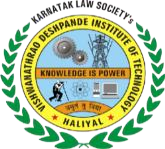 KARNATAK LAW SOCIETY's
VISHWANATHRAO DESHPANDE INSTITUTE OF TECHNOLOGY
KNOWLEDGE IS POWER
HALIYAL